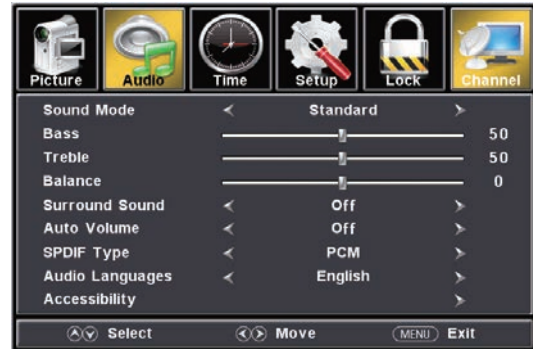 Picture Audio Time Setup Lock Channel
Sound Mode Standard
Bass 50
Treble 50
Balance 0
Surround Sound Off
Auto Volume Off
SPDIF Type PCM
Audio Languages English
Accessibility
Select Move MENU Exit